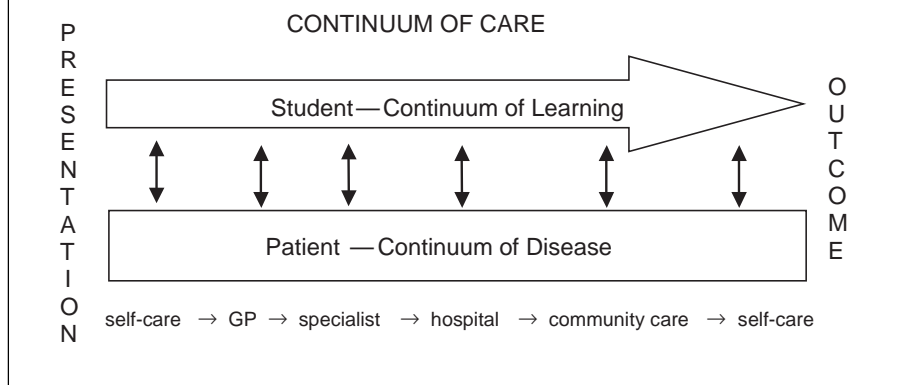 CONTINUUM OF CARE
PRESENTATION
Student — Continuum of Learning
OUTCOME
Patient — Continuum of Disease
self-care → GP → specialist → hospital → community care → self-care